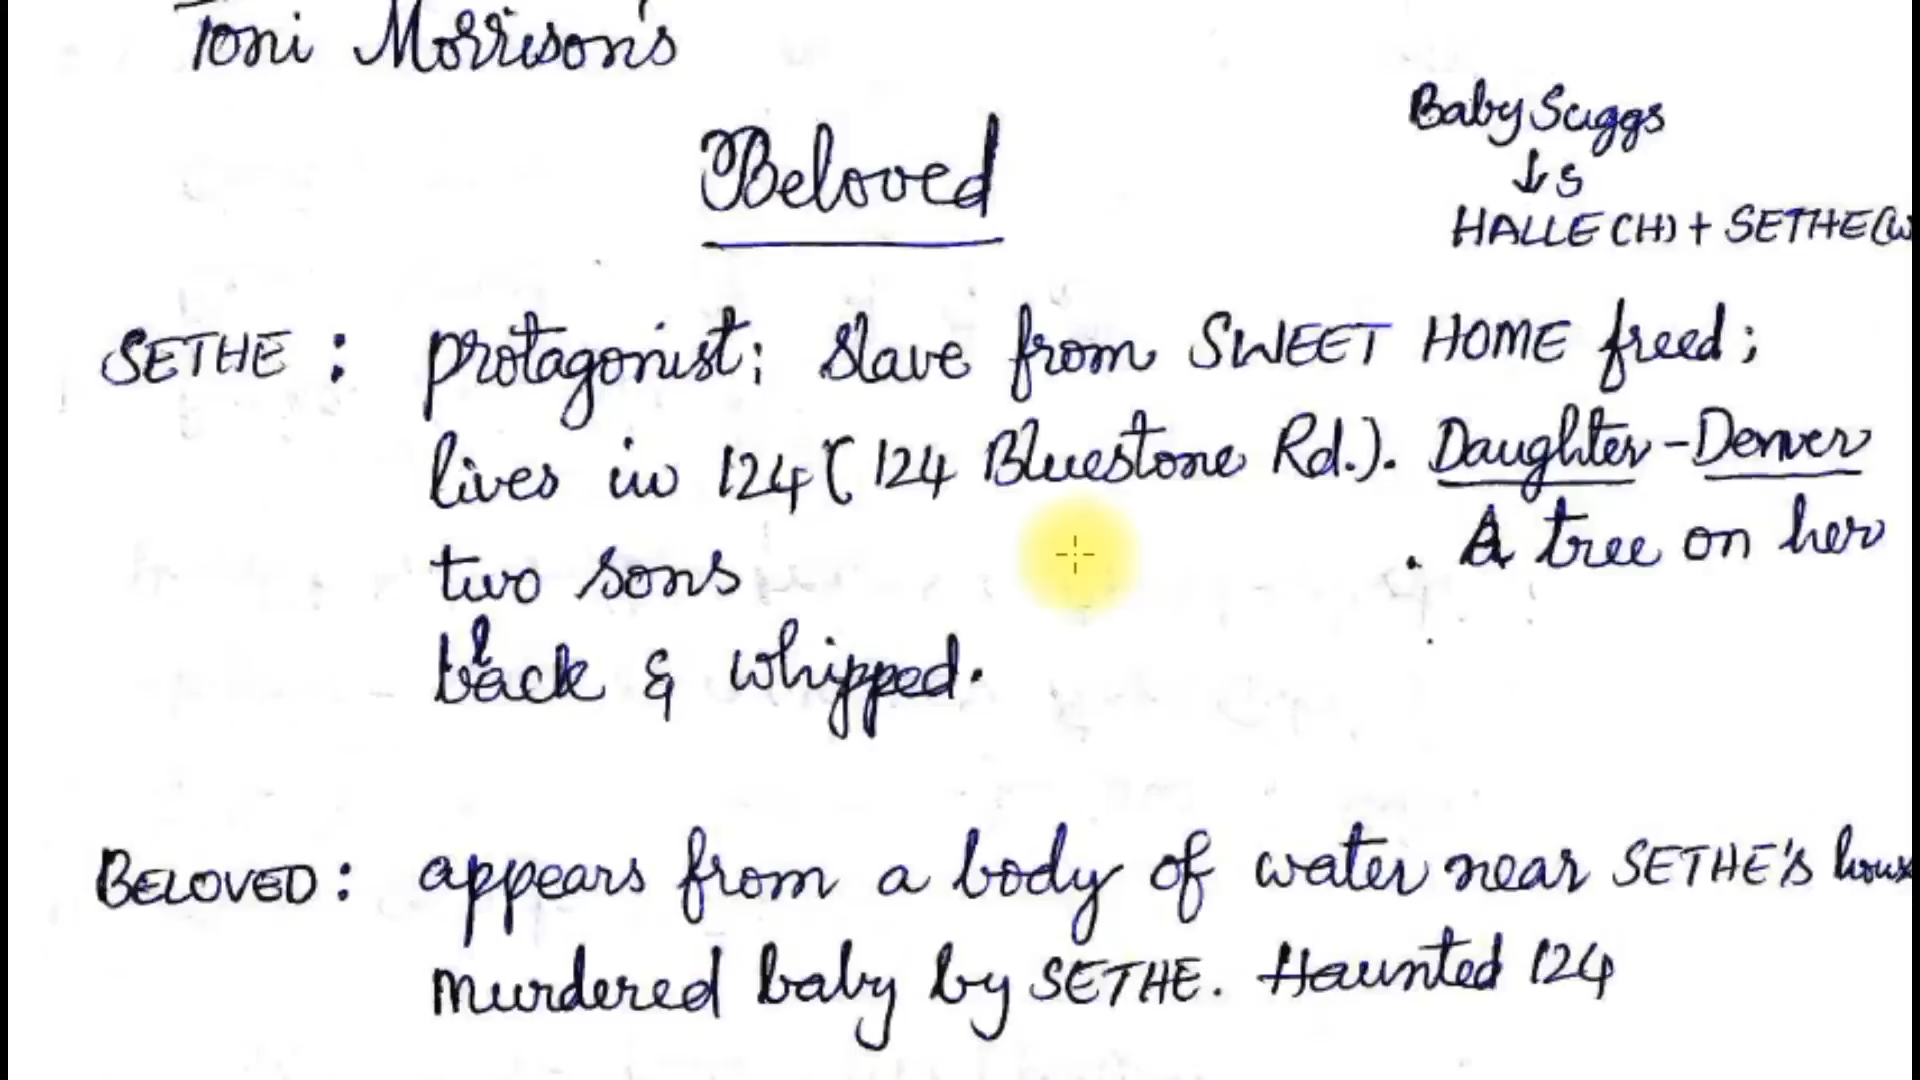 Toni Morrison's
Beloved
Baby Suggs
↓ S
HALLE (H) + SETHE (W
SETHE : protagonist; slave from SWEET HOME freed;
lives in 124 (124 Bluestone Rd.). Daughter - Denver
two sons . A tree on her
back & whipped.
BELOVED : appears from a body of water near SETHE's hous
murdered baby by SETHE. Haunted 124